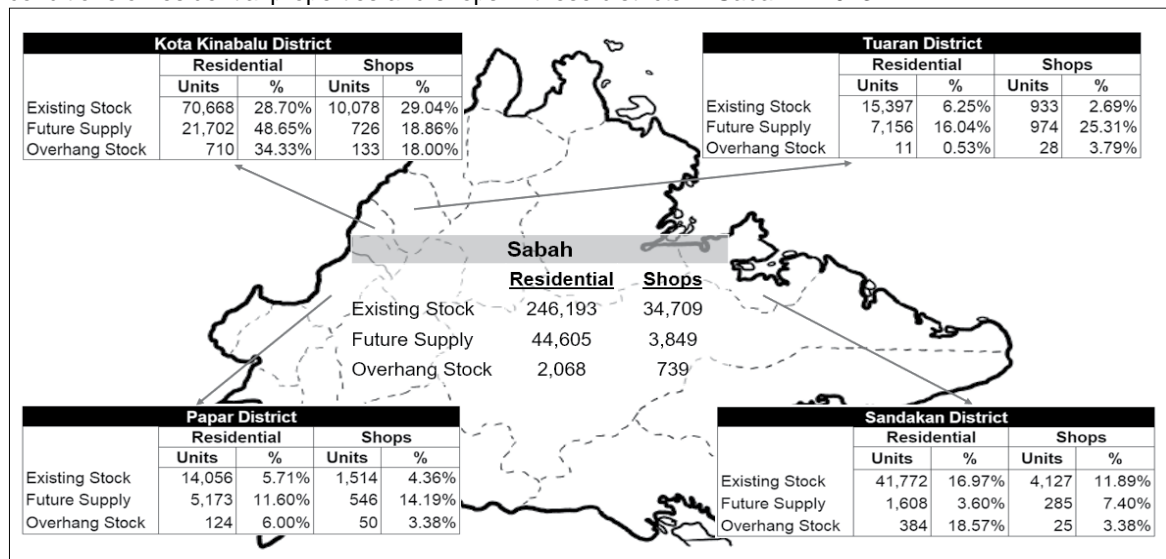 Kota Kinabalu District
Residential Shops
Units % Units %
Existing Stock 70,668 28.70% 10,078 29.04%
Future Supply 21,702 48.65% 726 18.86%
Overhang Stock 710 34.33% 133 18.00%
Tuaran District
Residential Shops
Units % Units %
Existing Stock 15,397 6.25% 933 2.69%
Future Supply 7,156 16.04% 974 25.31%
Overhang Stock 11 0.53% 28 3.79%
Sabah
Residential Shops
Existing Stock 246,193 34,709
Future Supply 44,605 3,849
Overhang Stock 2,068 739
Papar District
Residential Shops
Units % Units %
Existing Stock 14,056 5.71% 1,514 4.36%
Future Supply 5,173 11.60% 546 14.19%
Overhang Stock 124 6.00% 50 3.38%
Sandakan District
Residential Shops
Units % Units %
Existing Stock 41,772 16.97% 4,127 11.89%
Future Supply 1,608 3.60% 285 7.40%
Overhang Stock 384 18.57% 25 3.38%